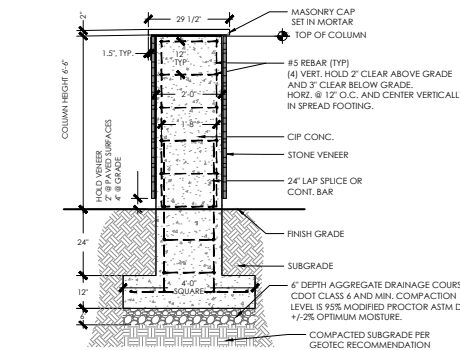 2"
29 1/2"
MASONRY CAP
SET IN MORTAR
TOP OF COLUMN
1.5", TYP.
12"
TYP
#5 REBAR (TYP)
(4) VERT. HOLD 2" CLEAR ABOVE GRADE
AND 3" CLEAR BELOW GRADE.
HORZ. @ 12" O.C. AND CENTER VERTICALL
IN SPREAD FOOTING.
COLUMN HEIGHT 6'-6"
2'-0"
1'-8"
CIP CONC.
STONE VENEER
HOLD VENEER
2" @ PAVED SURFACES
4" @ GRADE
24" LAP SPLICE OR
CONT. BAR
FINISH GRADE
24"
SUBGRADE
4'-0"
SQUARE
12"
6" DEPTH AGGREGATE DRAINAGE COURS
CDOT CLASS 6 AND MIN. COMPACTION
LEVEL IS 95% MODIFIED PROCTOR ASTM D
+/-2% OPTIMUM MOISTURE.
6"
COMPACTED SUBGRADE PER
GEOTEC RECOMMENDATION